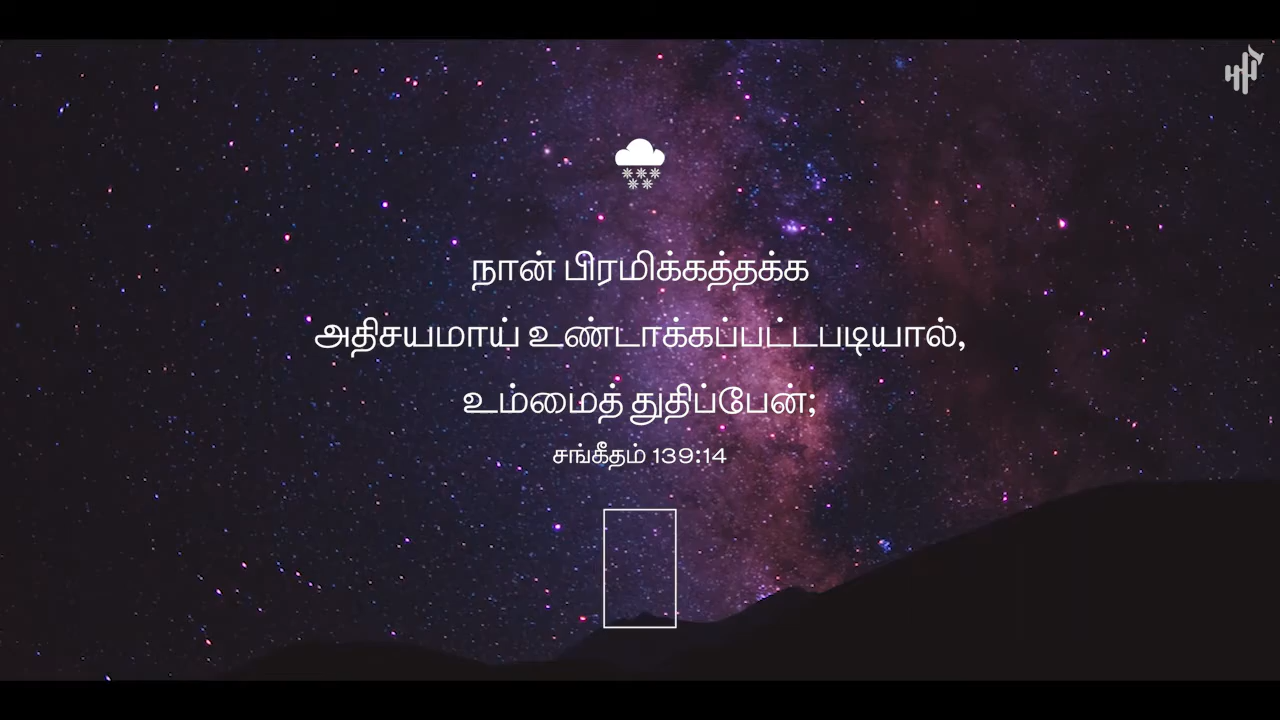 நான் பிரமிக்கத்தக்க
அதிசயமாய் உண்டாக்கப்பட்டபடியால்,
உம்மைத் துதிப்பேன்;
சங்கீதம் 139:14